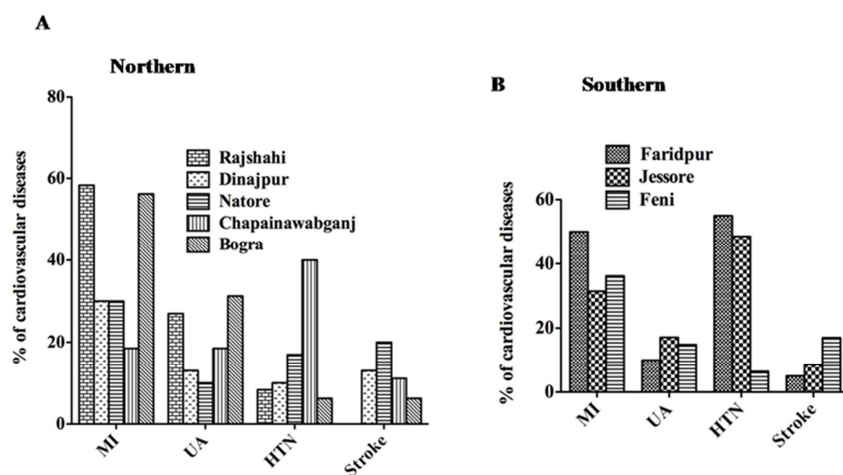 A
Northern
80
60
40
20
0
% of cardiovascular diseases
Rajshahi
Dinajpur
Natore
Chapainawabganj
Bogra
MI
UA
HTN
Stroke
B
Southern
60
40
20
0
% of cardiovascular diseases
Faridpur
Jessore
Feni
MI
UA
HTN
Stroke